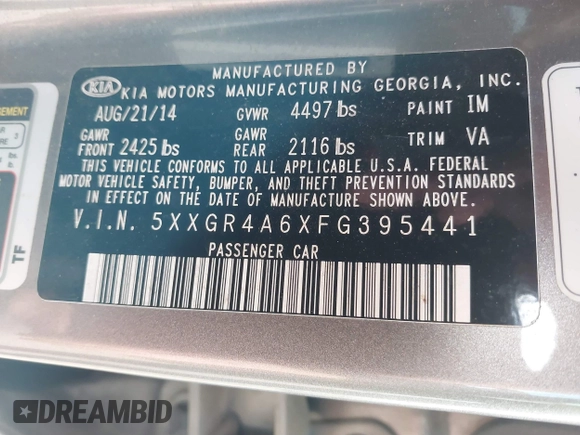 MANUFACTURED BY
KIA KIA MOTORS MANUFACTURING GEORGIA, INC.
AUG/21/14 GVWR 4497 lbs PAINT IM
GAWR GAWR
FRONT 2425 lbs REAR 2116 lbs TRIM VA
THIS VEHICLE CONFORMS TO ALL APPLICABLE U.S.A. FEDERAL
MOTOR VEHICLE SAFETY, BUMPER, AND THEFT PREVENTION STANDARDS
IN EFFECT ON THE DATE OF MANUFACTURE SHOWN ABOVE.
V.I.N. 5XXGR4A6XFG395441
PASSENGER CAR
TF
DREAMBID